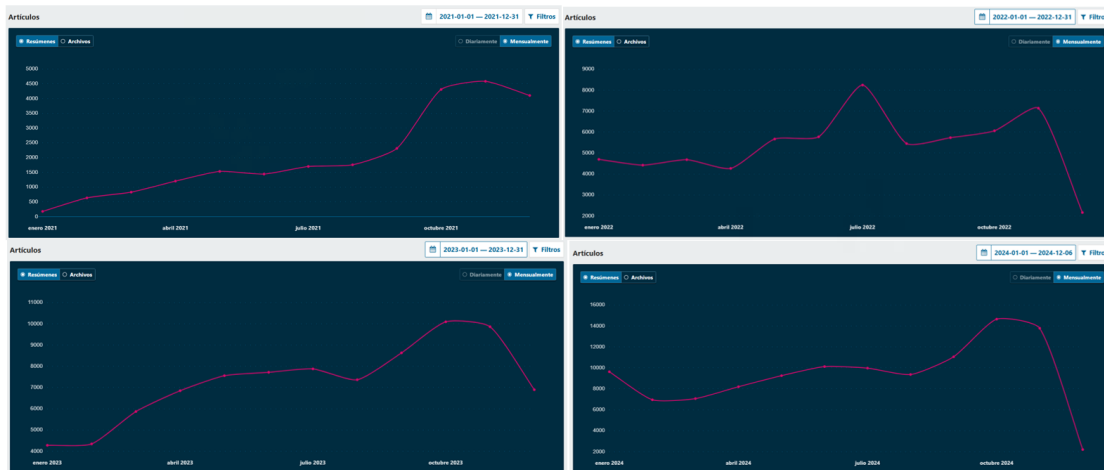 Artículos
2021-01-01 — 2021-12-31 Filtros
Resúmenes Archivos
Diariamente Mensualmente
5000
4500
4000
3500
3000
2500
2000
1500
1000
500
0
enero 2021 abril 2021 julio 2021 octubre 2021
Artículos
2022-01-01 — 2022-12-31 Filtros
Resúmenes Archivos
Diariamente Mensualmente
9000
8000
7000
6000
5000
4000
3000
2000
enero 2022 abril 2022 julio 2022 octubre 2022
Artículos
2023-01-01 — 2023-12-31 Filtros
Resúmenes Archivos
Diariamente Mensualmente
11000
10000
9000
8000
7000
6000
5000
4000
enero 2023 abril 2023 julio 2023 octubre 2023
Artículos
2024-01-01 — 2024-12-06 Filtro
Resúmenes Archivos
Diariamente Mensualmente
16000
14000
12000
10000
8000
6000
4000
2000
enero 2024 abril 2024 julio 2024 octubre 2024